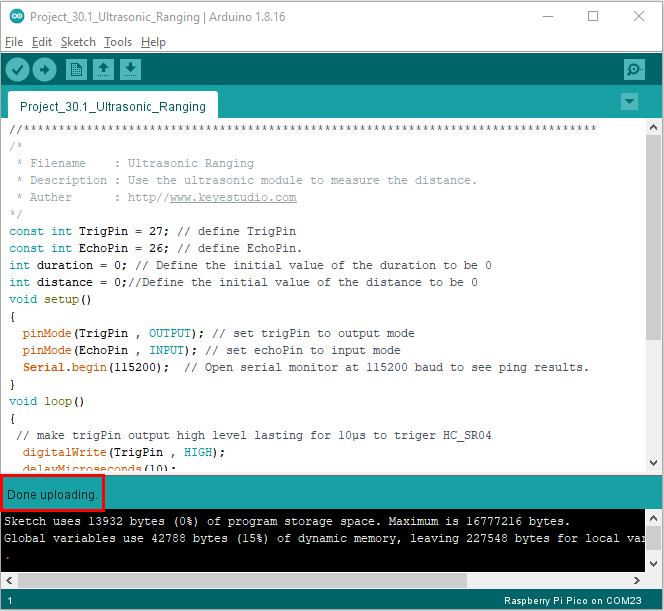 Project_30.1_Ultrasonic_Ranging | Arduino 1.8.16
File Edit Sketch Tools Help
Project_30.1_Ultrasonic_Ranging
//**********************************************************************************
/*
 * Filename    : Ultrasonic Ranging
 * Description : Use the ultrasonic module to measure the distance.
 * Auther      : http//www.keyestudio.com
*/
const int TrigPin = 27; // define TrigPin
const int EchoPin = 26; // define EchoPin.
int duration = 0; // Define the initial value of the duration to be 0
int distance = 0;//Define the initial value of the distance to be 0
void setup()
{
  pinMode(TrigPin , OUTPUT); // set trigPin to output mode
  pinMode(EchoPin , INPUT); // set echoPin to input mode
  Serial.begin(115200);  // Open serial monitor at 115200 baud to see ping results.
}
void loop()
{
 // make trigPin output high level lasting for 10μs to triger HC_SR04
  digitalWrite(TrigPin , HIGH);
  delayMicroseconds(10);
Done uploading.
Sketch uses 13932 bytes (0%) of program storage space. Maximum is 16777216 bytes.
Global variables use 42788 bytes (15%) of dynamic memory, leaving 227548 bytes for local var
.
1 Raspberry Pi Pico on COM23